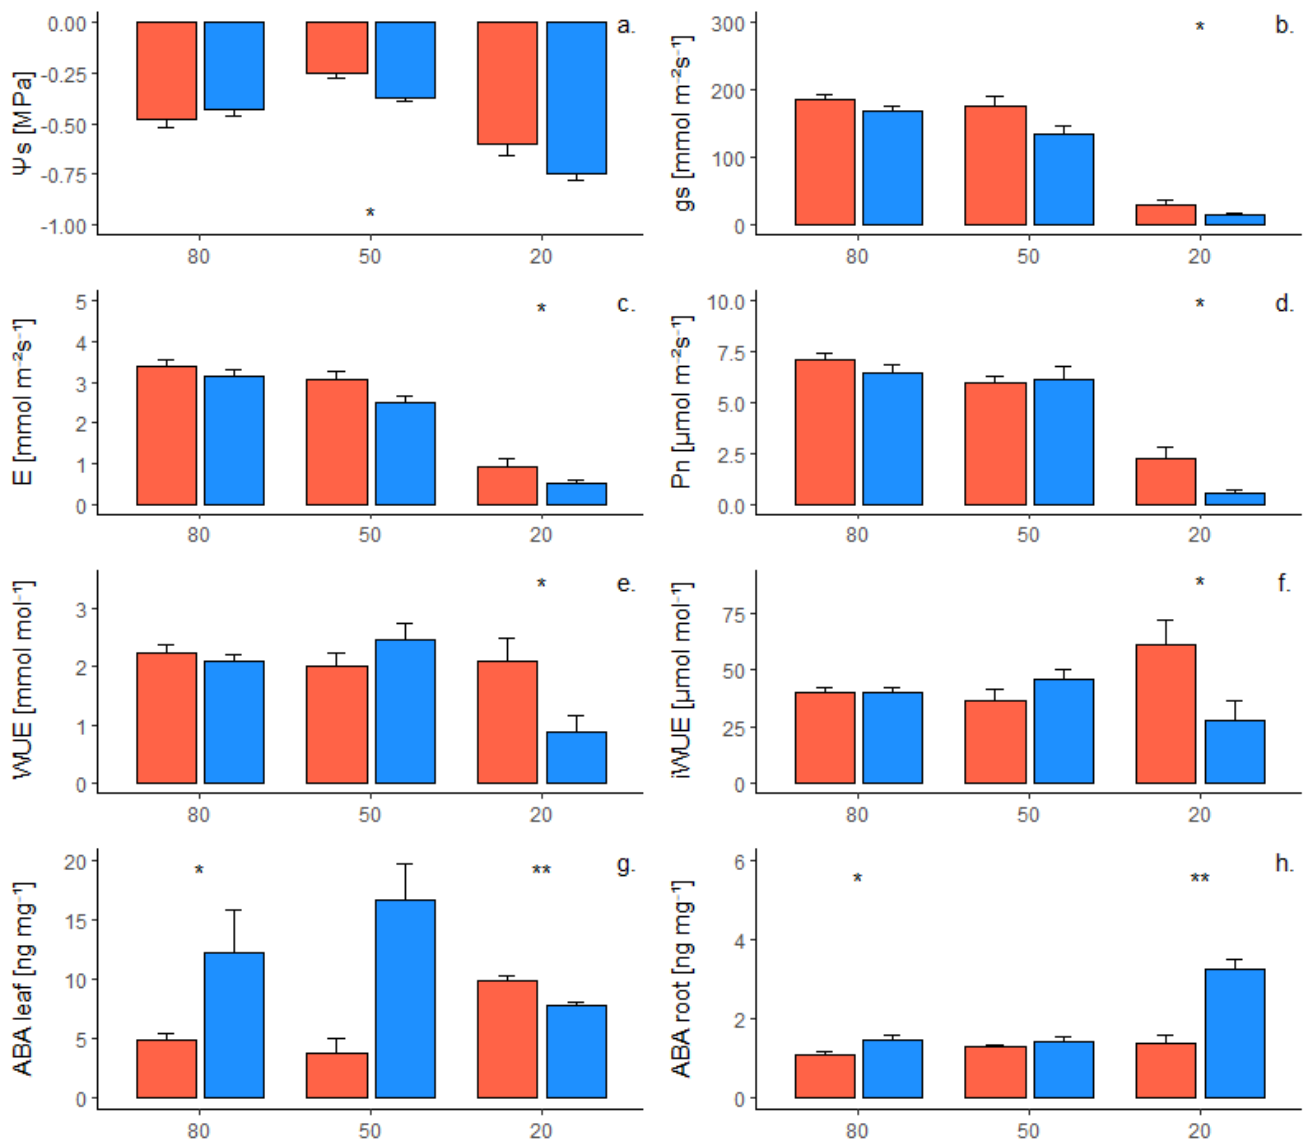 a.
Ψs [MPa]
0.00
-0.25
-0.50
-0.75
-1.00
*
80 50 20
b.
gs [mmol m⁻²s⁻¹]
300
200
100
0
*
80 50 20
c.
E [mmol m⁻²s⁻¹]
5
4
3
2
1
0
*
80 50 20
d.
Pn [µmol m⁻²s⁻¹]
10.0
7.5
5.0
2.5
0.0
*
80 50 20
e.
WUE [mmol mol⁻¹]
3
2
1
0
*
80 50 20
f.
iWUE [µmol mol⁻¹]
75
50
25
0
*
80 50 20
g.
ABA leaf [ng mg⁻¹]
20
15
10
5
0
* **
80 50 20
h.
ABA root [ng mg⁻¹]
6
4
2
0
* **
80 50 20